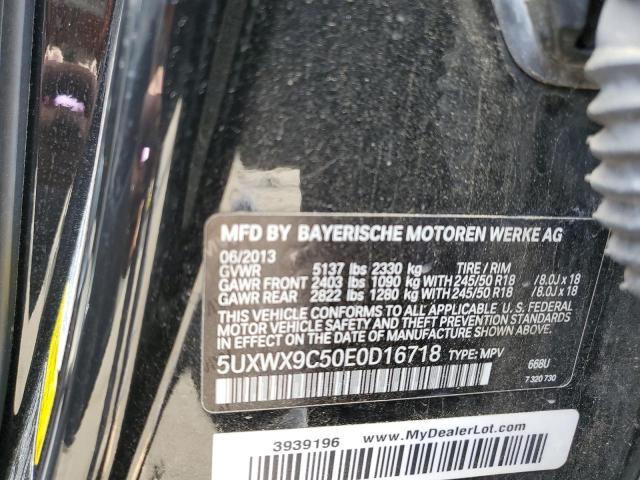 MFD BY BAYERISCHE MOTOREN WERKE AG
06/2013
GVWR 5137 lbs 2330 kg TIRE / RIM
GAWR FRONT 2403 lbs 1090 kg WITH 245/50 R18 / 8.0J x 18
GAWR REAR 2822 lbs 1280 kg WITH 245/50 R18 / 8.0J x 18
THIS VEHICLE CONFORMS TO ALL APPLICABLE U.S. FEDERAL
MOTOR VEHICLE SAFETY AND THEFT PREVENTION STANDARDS
IN EFFECT ON THE DATE OF MANUFACTURE SHOWN ABOVE.
5UXWX9C50E0D16718 TYPE: MPV 668U
7 320 730
3939196 www.MyDealerLot.com